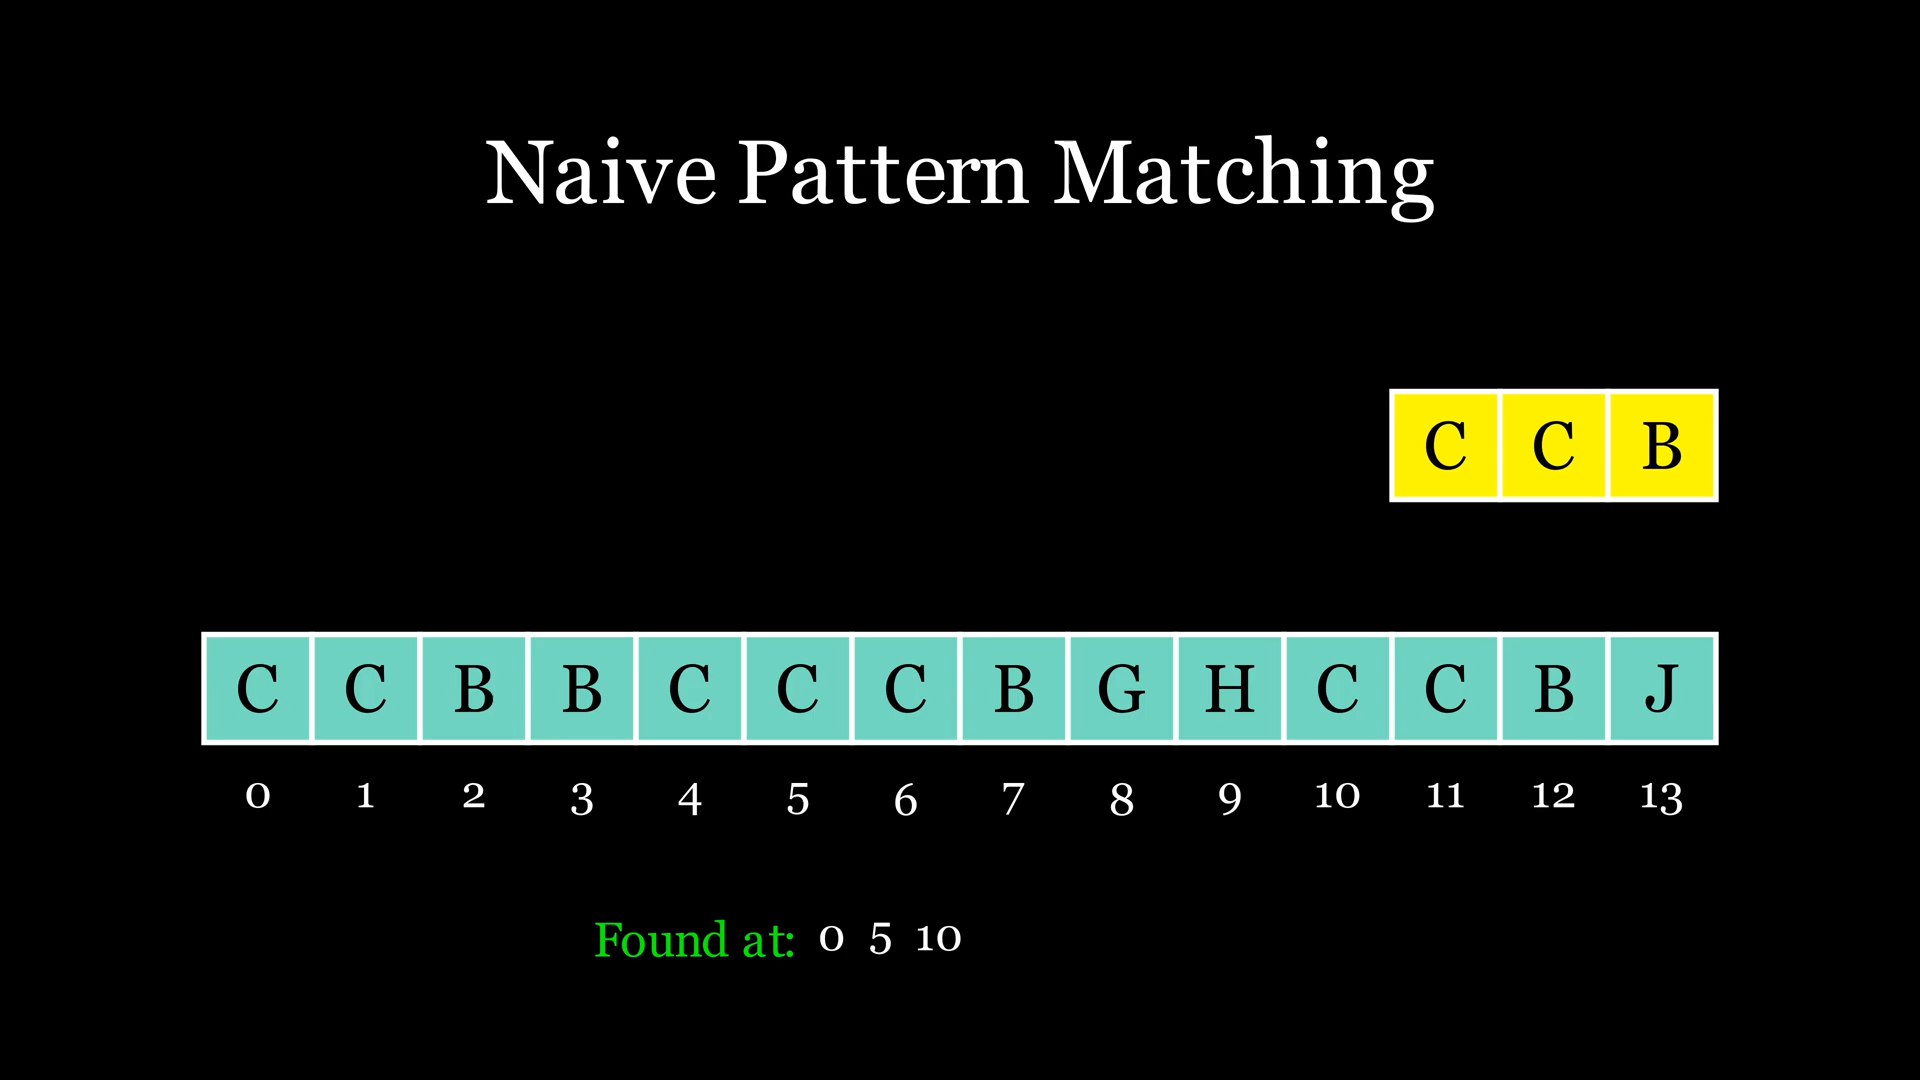 Naive Pattern Matching
C C B
C C B B C C C B G H C C B J
0 1 2 3 4 5 6 7 8 9 10 11 12 13
Found at: 0 5 10